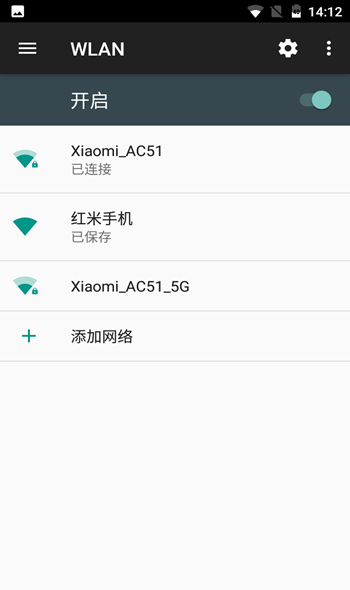 14:12
WLAN
开启
Xiaomi_AC51
已连接
红米手机
已保存
Xiaomi_AC51_5G
添加网络